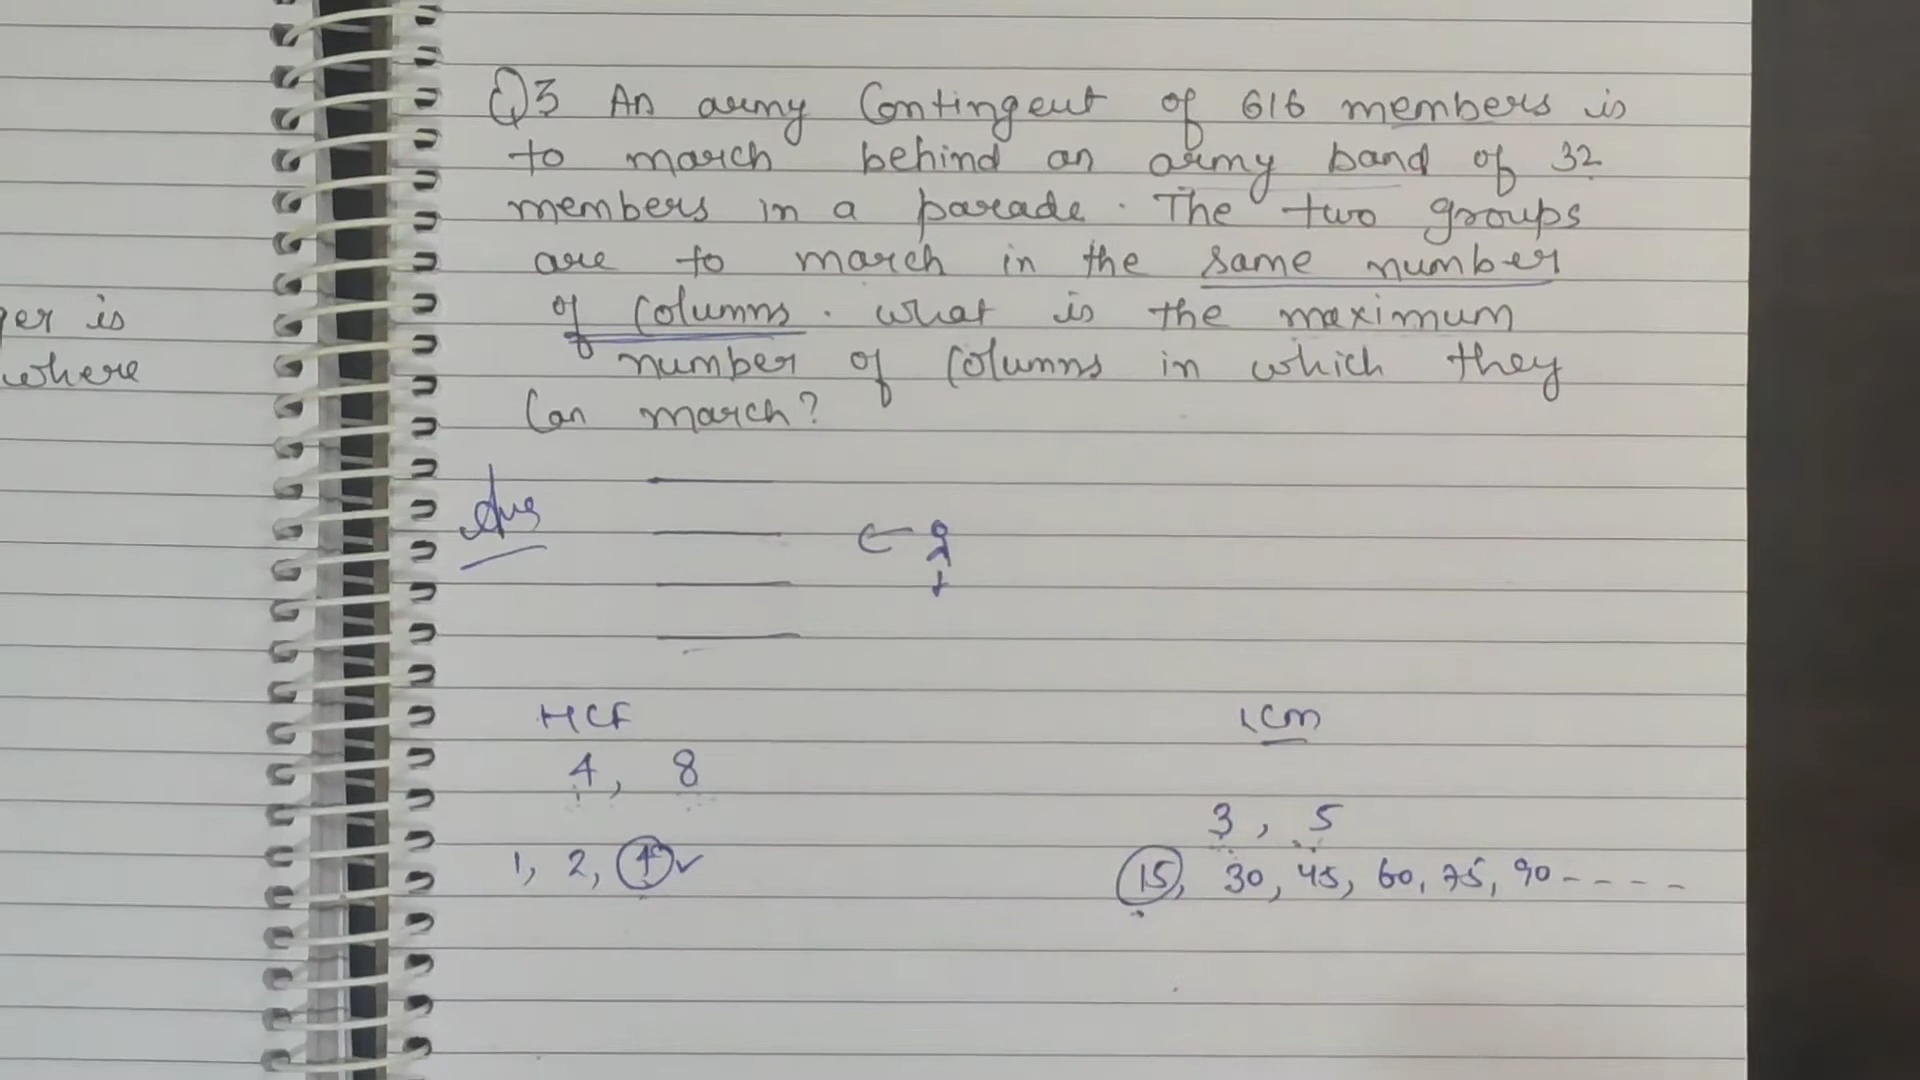 ger is
where
Q3 An army Contingent of 616 members is
to march behind an army band of 32
members in a parade. The two groups
are to march in the same number
of Columns. what is the maximum
number of Columns in which they
Can march?
Ans
HCF
4, 8
1, 2, 4 ✓
LCM
3, 5
15, 30, 45, 60, 75, 90 - - - -